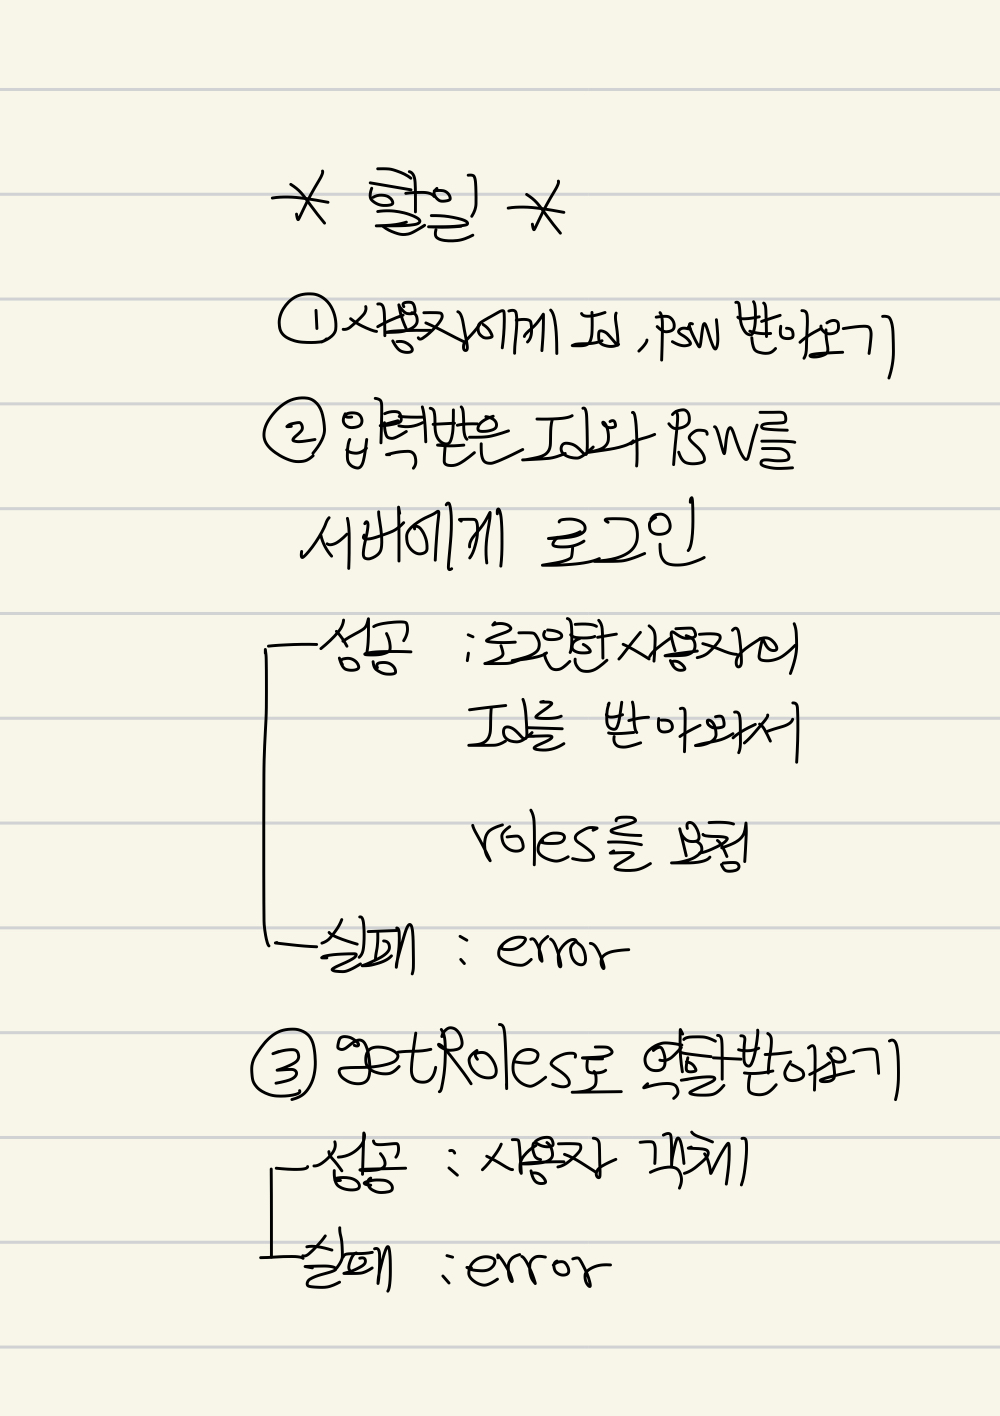 * 할일 *
① 사용자에게 Id, psw 받아오기
② 입력받은 Id와 psw를
서버에게 로그인
성공 : 로그인한 사용자의
Id를 받아와서
roles를 요청
실패 : error
③ getRoles로 역할받아오기
성공 : 사용자 객체
실패 : error